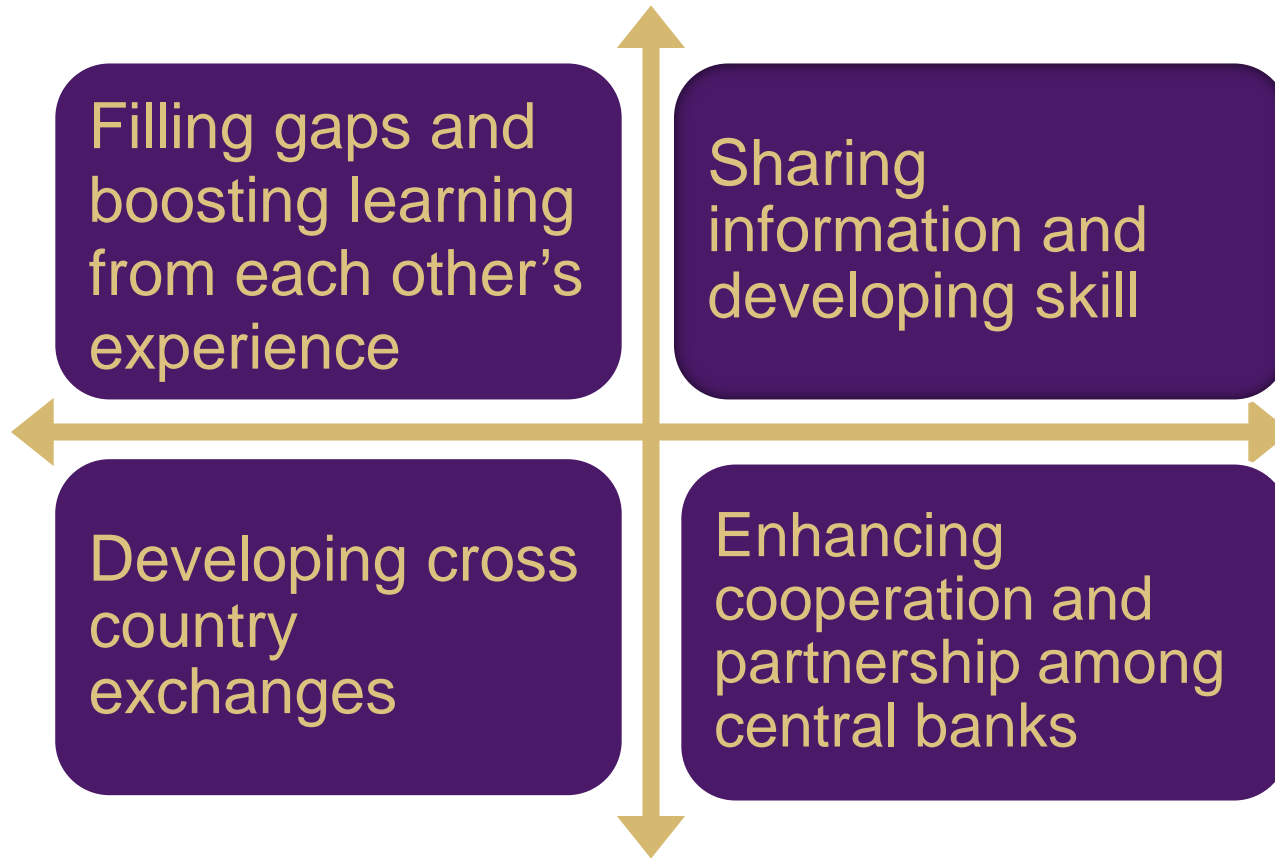 Filling gaps and
boosting learning
from each other’s
experience
Sharing
information and
developing skill
Developing cross
country
exchanges
Enhancing
cooperation and
partnership among
central banks